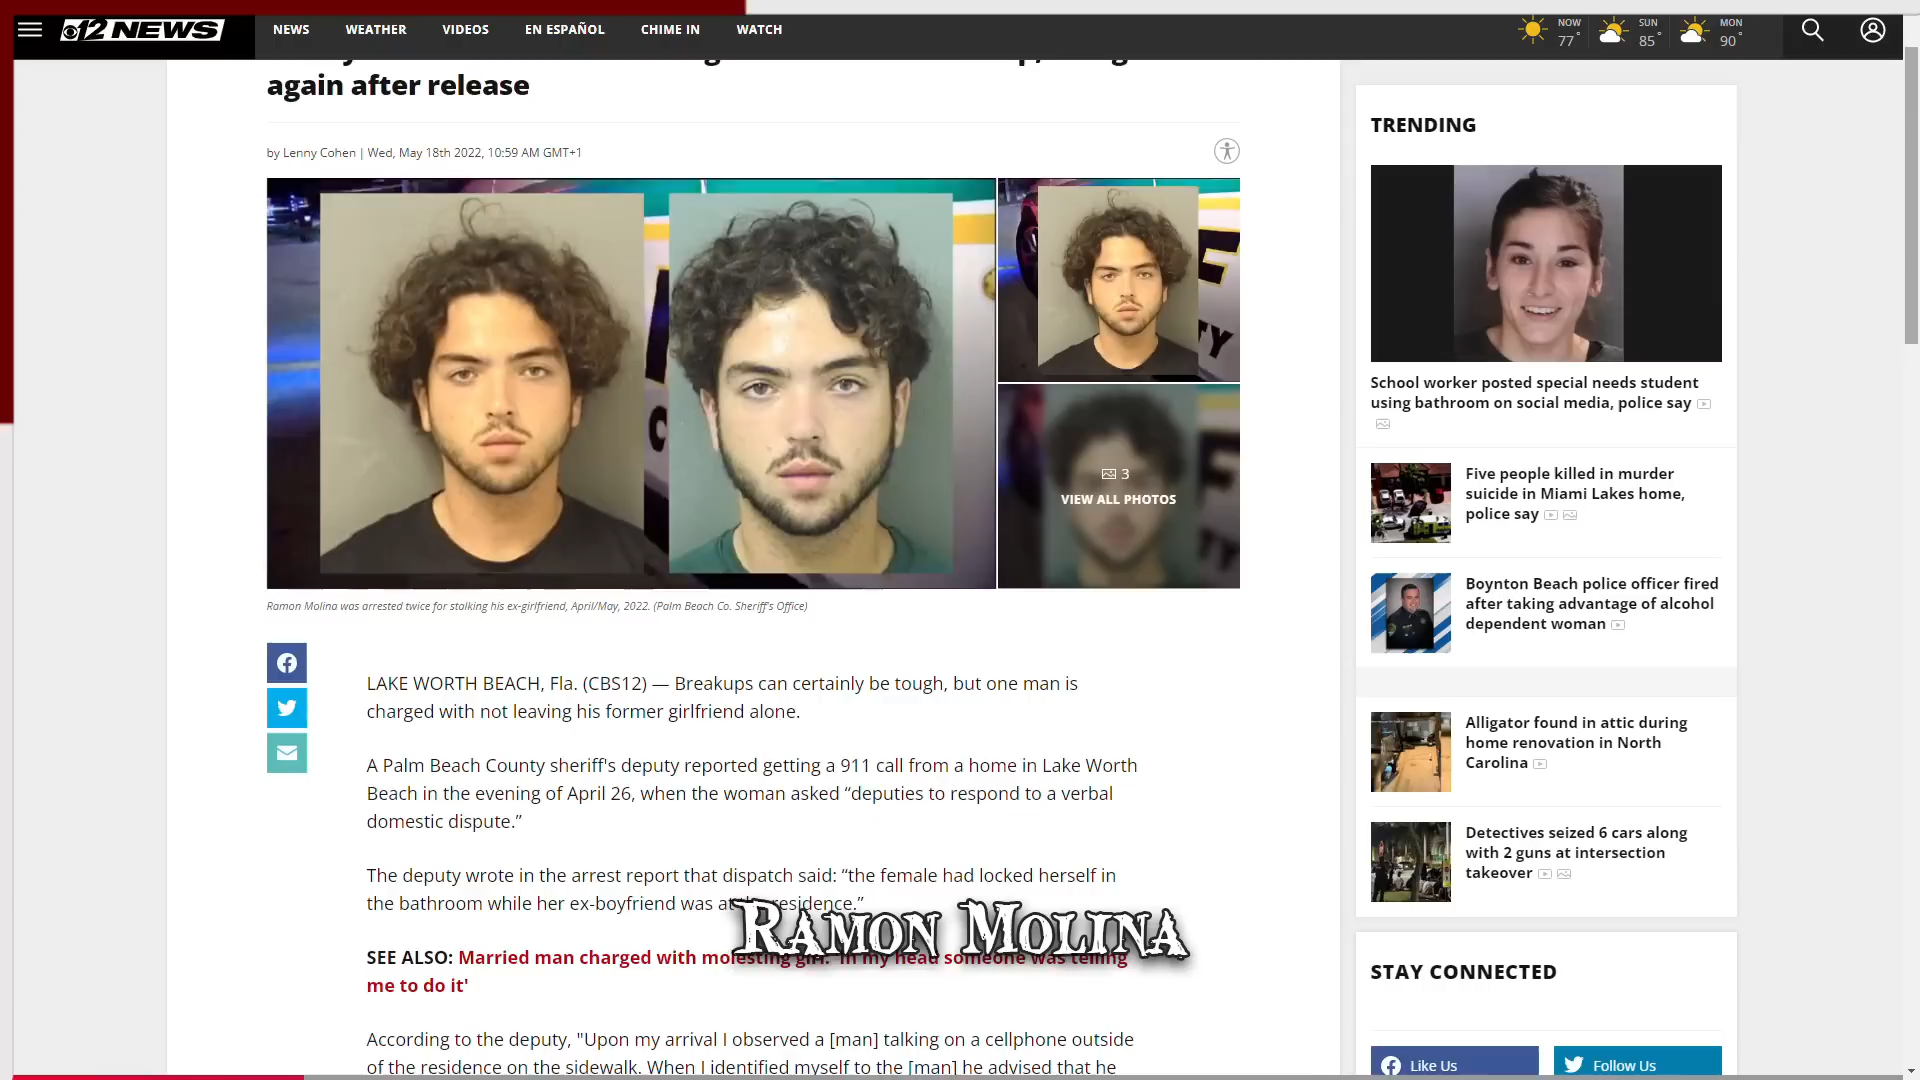 12 NEWS
NEWS
WEATHER
VIDEOS
EN ESPAÑOL
CHIME IN
WATCH
NOW
77°
SUN
85°
MON
90°
again after release
by Lenny Cohen | Wed, May 18th 2022, 10:59 AM GMT+1
3
VIEW ALL PHOTOS
Ramon Molina was arrested twice for stalking his ex-girlfriend, April/May, 2022. (Palm Beach Co. Sheriff's Office)
LAKE WORTH BEACH, Fla. (CBS12) — Breakups can certainly be tough, but one man is
charged with not leaving his former girlfriend alone.
A Palm Beach County sheriff's deputy reported getting a 911 call from a home in Lake Worth
Beach in the evening of April 26, when the woman asked “deputies to respond to a verbal
domestic dispute.”
The deputy wrote in the arrest report that dispatch said: “the female had locked herself in
the bathroom while her ex-boyfriend was at the residence.”
RAMON MOLINA
SEE ALSO: Married man charged with molesting girl: 'In my head someone was telling
me to do it'
According to the deputy, "Upon my arrival I observed a [man] talking on a cellphone outside
of the residence on the sidewalk. When I identified myself to the [man] he advised that he
TRENDING
School worker posted special needs student
using bathroom on social media, police say
Five people killed in murder
suicide in Miami Lakes home,
police say
Boynton Beach police officer fired
after taking advantage of alcohol
dependent woman
Alligator found in attic during
home renovation in North
Carolina
Detectives seized 6 cars along
with 2 guns at intersection
takeover
STAY CONNECTED
Like Us
Follow Us